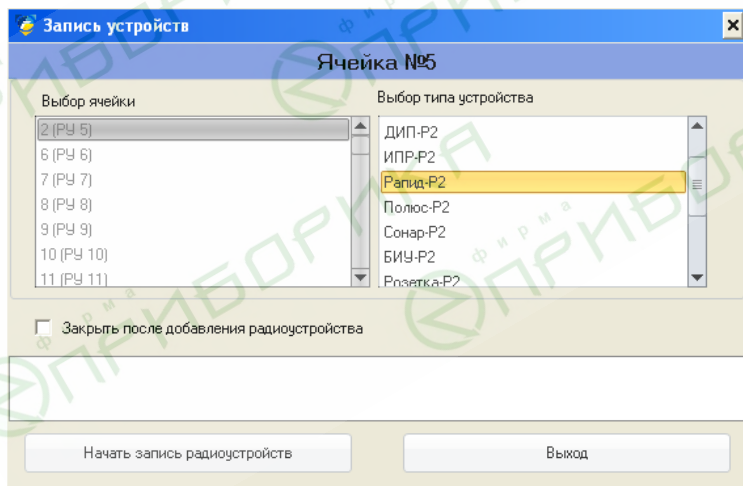 Запись устройств
Ячейка №5
Выбор ячейки
Выбор типа устройства
2 (РУ 5)
6 (РУ 6)
7 (РУ 7)
8 (РУ 8)
9 (РУ 9)
10 (РУ 10)
11 (РУ 11)
ДИП-Р2
ИПР-Р2
Рапид-Р2
Полюс-Р2
Сонар-Р2
БИУ-Р2
Розетка-Р2
Закрыть после добавления радиоустройства
Начать запись радиоустройств
Выход
фирма
ПРИБОРИКА